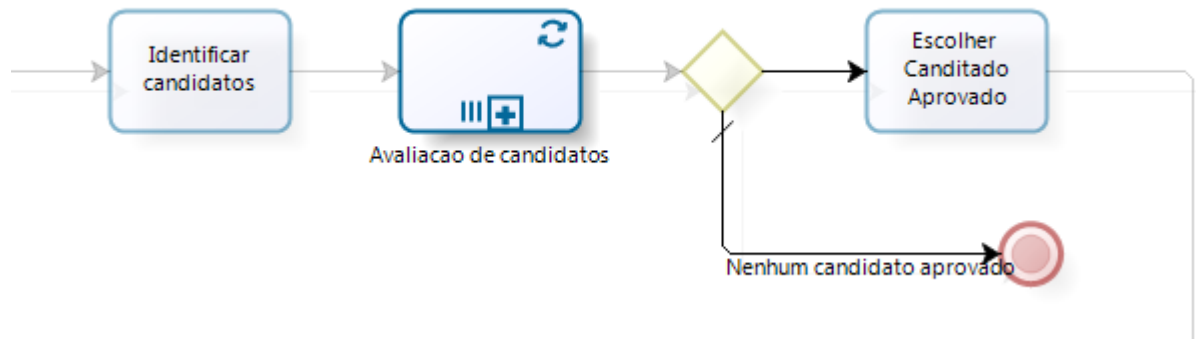 Identificar
candidatos
Avaliacao de candidatos
Escolher
Canditado
Aprovado
Nenhum candidato aprovado